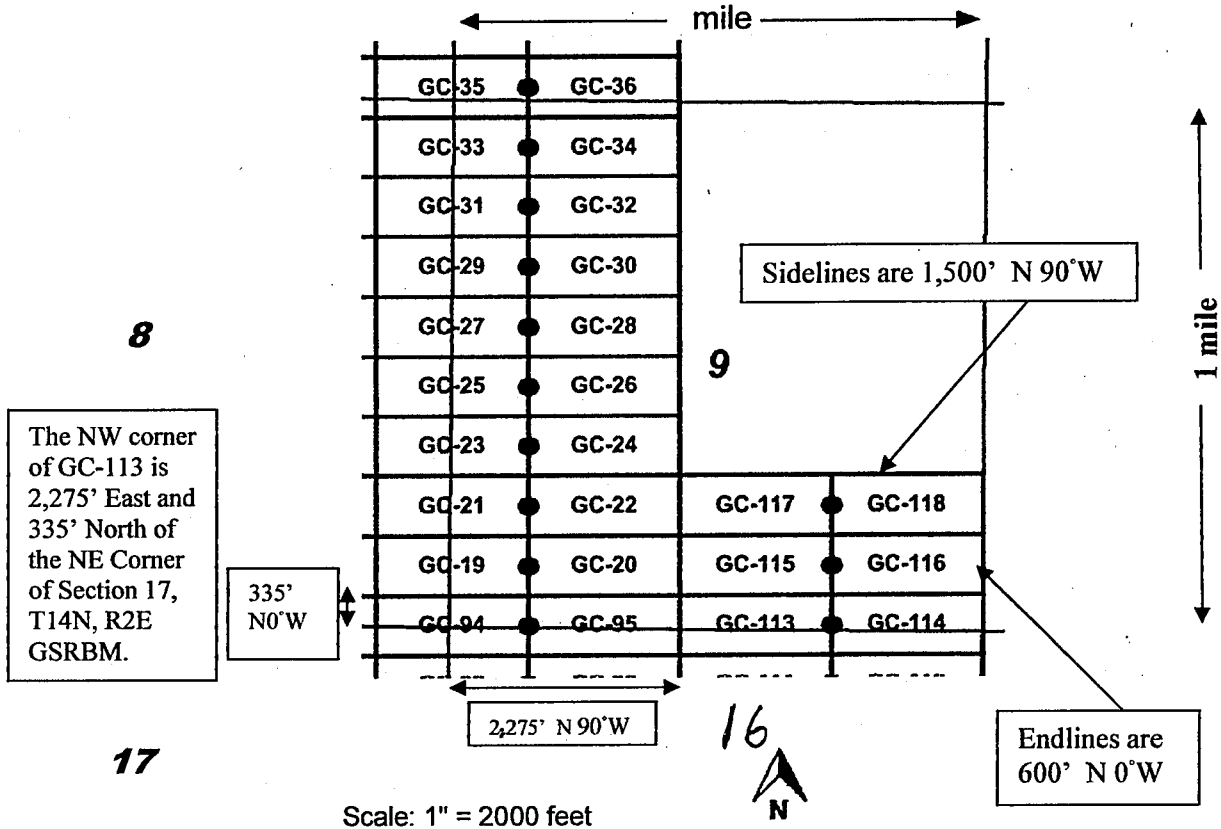 mile
GC-35 GC-36
GC-33 GC-34
GC-31 GC-32
GC-29 GC-30
Sidelines are 1,500’ N 90°W
1 mile
8
GC-27 GC-28
9
GC-25 GC-26
The NW corner
of GC-113 is
2,275’ East and
335’ North of
the NE Corner
of Section 17,
T14N, R2E
GSRBM.
GC-23 GC-24
GC-21 GC-22 GC-117 GC-118
GC-19 GC-20 GC-115 GC-116
335’
N0°W
GC-94 GC-95 GC-113 GC-114
2,275’ N 90°W
16
Endlines are
600’ N 0°W
17
N
Scale: 1" = 2000 feet